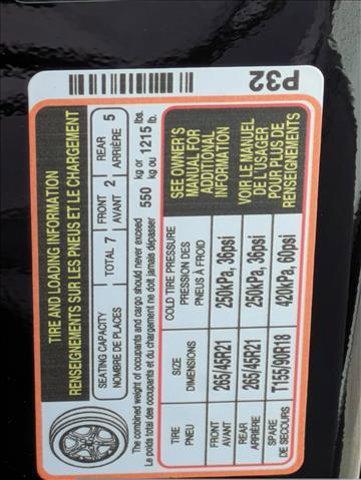 P32
TIRE AND LOADING INFORMATION
RENSEIGNEMENTS SUR LES PNEUS ET LE CHARGEMENT
SEATING CAPACITY
NOMBRE DE PLACES
TOTAL 7
FRONT
AVANT 2
REAR
ARRIÈRE 5
The combined weight of occupants and cargo should never exceed
Le poids total des occupants et du chargement ne doit jamais dépasser
550 kg or 1215 lbs.
kg ou lb.
TIRE
PNEU
SIZE
DIMENSIONS
COLD TIRE PRESSURE
PRESSION DES
PNEUS À FROID
FRONT
AVANT
265/45R21
250kPa, 36psi
REAR
ARRIÈRE
265/45R21
250kPa, 36psi
SPARE
DE SECOURS
T155/90R18
420kPa, 60psi
SEE OWNER'S
MANUAL FOR
ADDITIONAL
INFORMATION
VOIR LE MANUEL
DE L'USAGER
POUR PLUS DE
RENSEIGNEMENTS